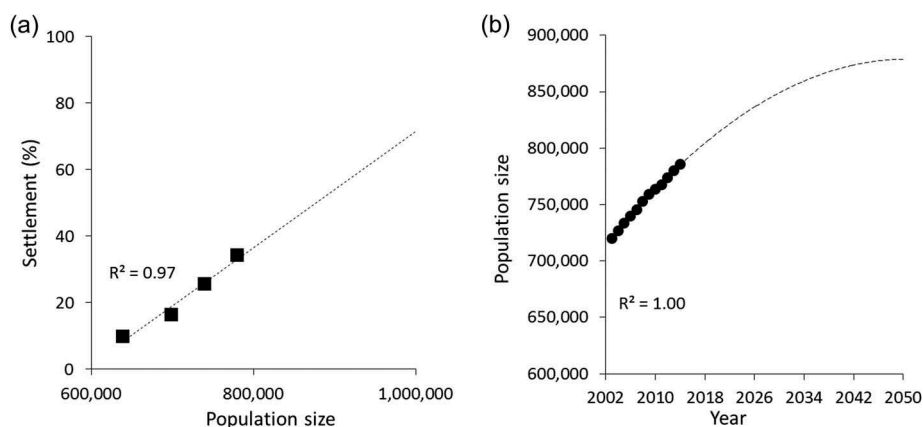 (a)
100
80
60
40
20
0
Settlement (%)
R² = 0.97
600,000 800,000 1,000,000
Population size
(b)
900,000
850,000
800,000
750,000
700,000
650,000
600,000
Population size
R² = 1.00
2002 2010 2018 2026 2034 2042 2050
Year